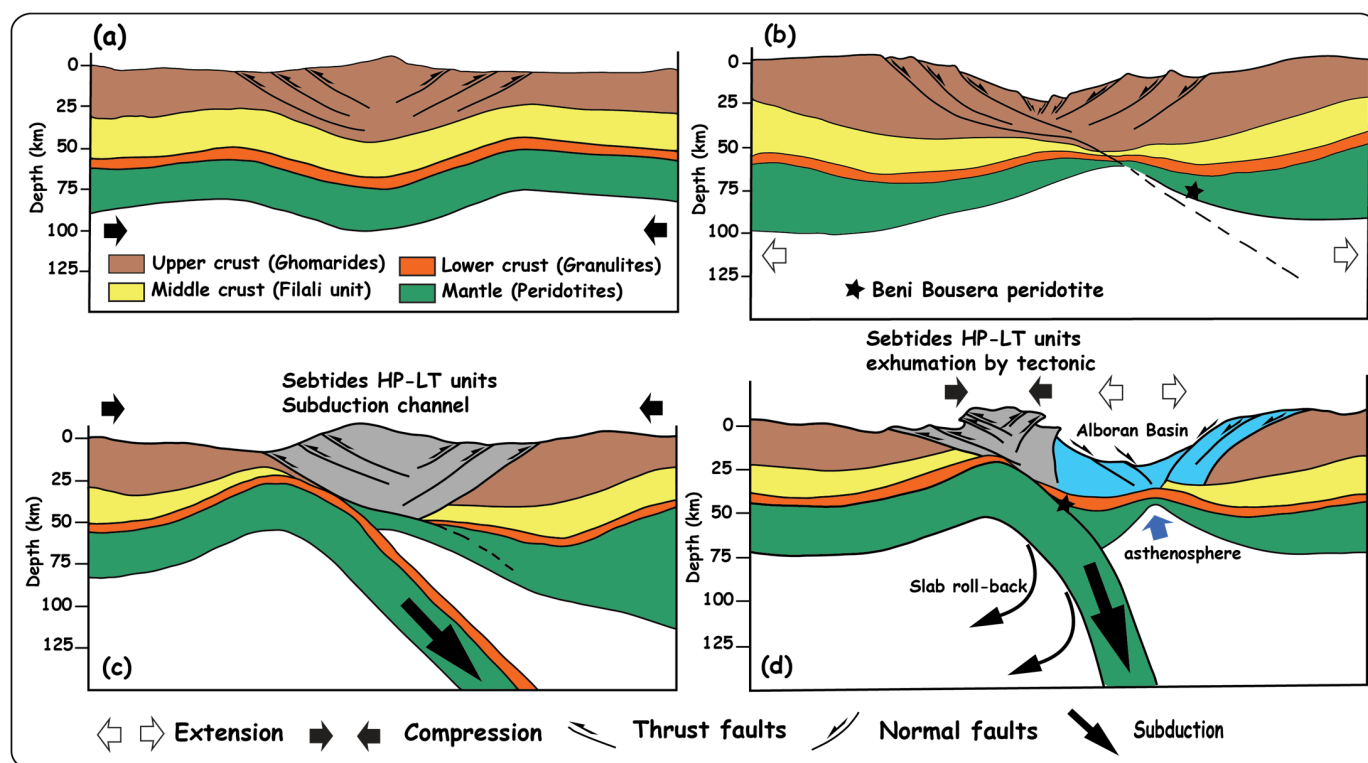 (a)
Depth (km)
0
25
50
75
100
125
Upper crust (Ghomarides)
Lower crust (Granulites)
Middle crust (Filali unit)
Mantle (Peridotites)
(b)
Depth (km)
0
25
50
75
100
125
Beni Bousera peridotite
Sebtides HP-LT units
Subduction channel
Depth (km)
0
25
50
75
100
125
(c)
Sebtides HP-LT units
exhumation by tectonic
Alboran Basin
Depth (km)
0
25
50
75
100
125
asthenosphere
Slab roll-back
(d)
Extension
Compression
Thrust faults
Normal faults
Subduction